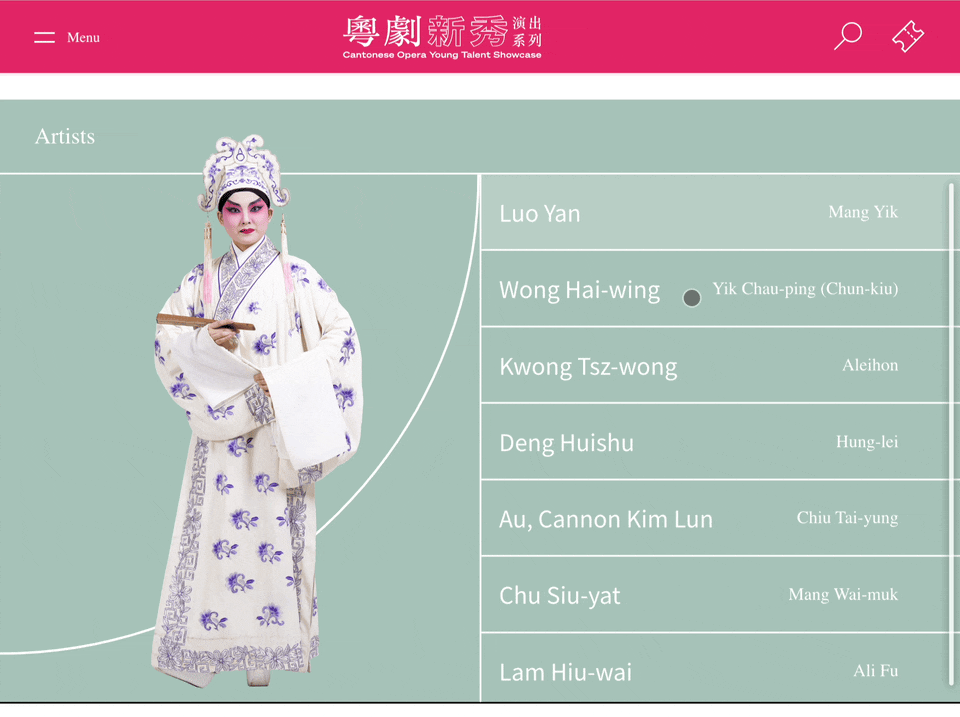 Menu
粵劇新秀演出系列
Cantonese Opera Young Talent Showcase
Artists
Luo Yan Mang Yik
Wong Hai-wing Yik Chau-ping (Chun-kiu)
Kwong Tsz-wong Aleihon
Deng Huishu Hung-lei
Au, Cannon Kim Lun Chiu Tai-yung
Chu Siu-yat Mang Wai-muk
Lam Hiu-wai Ali Fu